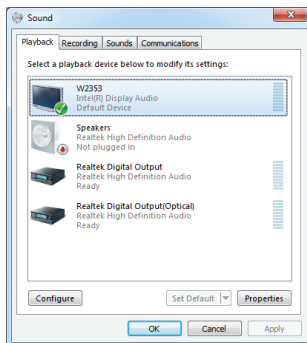 Sound
Playback Recording Sounds Communications
Select a playback device below to modify its settings:
W2353
Intel(R) Display Audio
Default Device
Speakers
Realtek High Definition Audio
Not plugged in
Realtek Digital Output
Realtek High Definition Audio
Ready
Realtek Digital Output(Optical)
Realtek High Definition Audio
Ready
Configure Set Default Properties
OK Cancel Apply